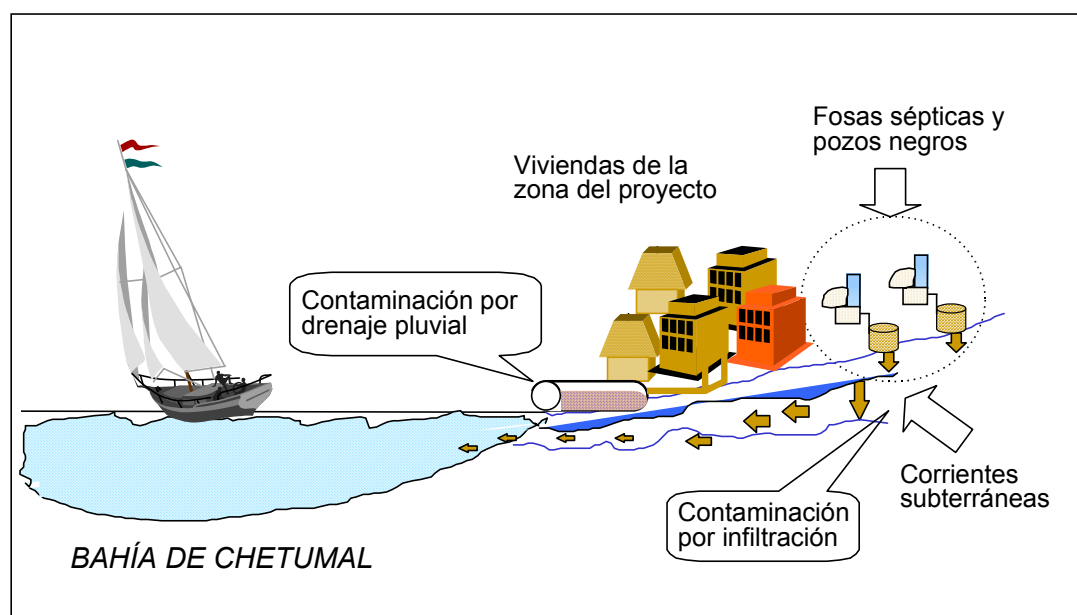 Fosas sépticas y
pozos negros
Viviendas de la
zona del proyecto
Contaminación por
drenaje pluvial
Corrientes
subterráneas
Contaminación
por infiltración
BAHÍA DE CHETUMAL